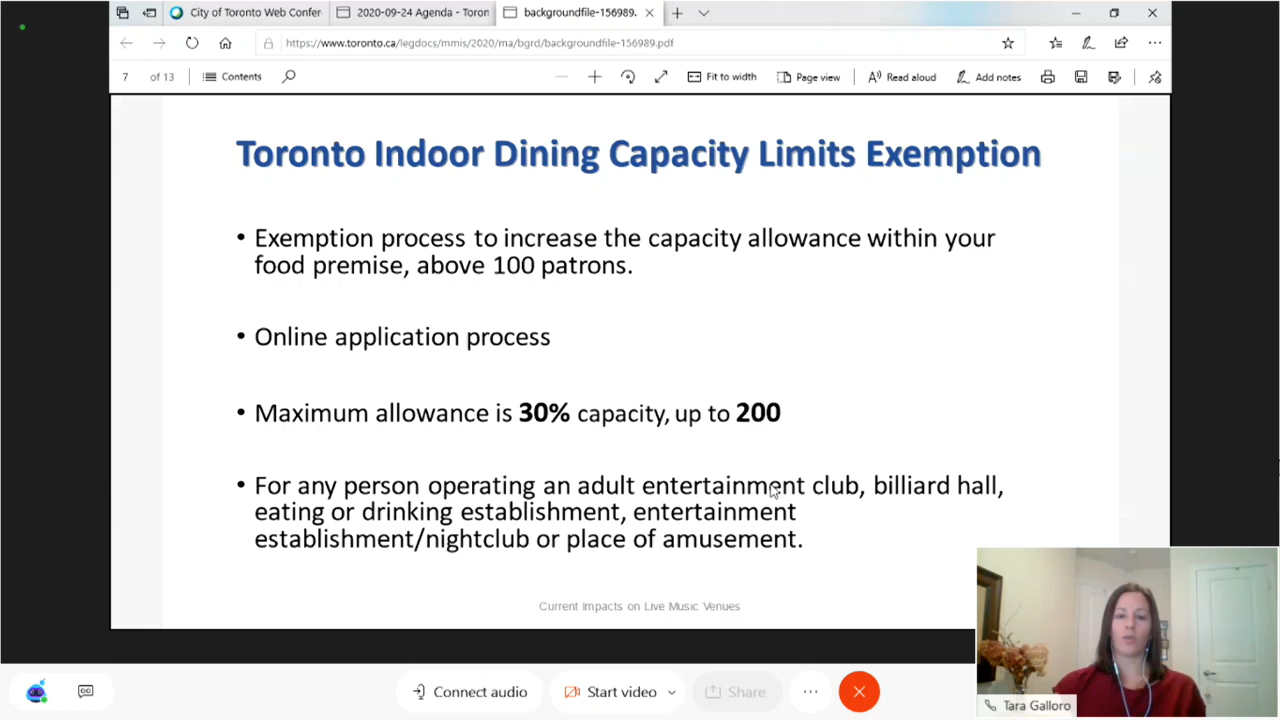 City of Toronto Web Confer
2020-09-24 Agenda - Toron
backgroundfile-156989.
https://www.toronto.ca/legdocs/mmis/2020/ma/bgrd/backgroundfile-156989.pdf
7 of 13
Contents
Fit to width
Page view
Read aloud
Add notes
Toronto Indoor Dining Capacity Limits Exemption
• Exemption process to increase the capacity allowance within your
food premise, above 100 patrons.
• Online application process
• Maximum allowance is 30% capacity, up to 200
• For any person operating an adult entertainment club, billiard hall,
eating or drinking establishment, entertainment
establishment/nightclub or place of amusement.
Current Impacts on Live Music Venues
Tara Galloro
Connect audio
Start video
Share